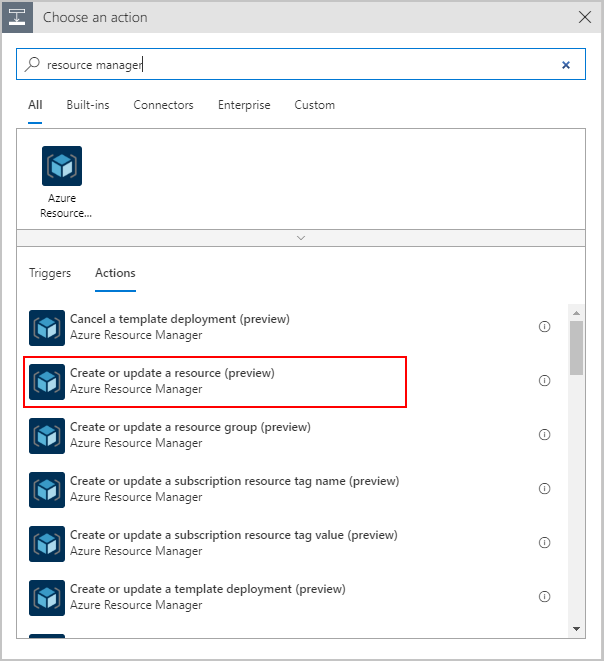 Choose an action
resource manager
All Built-ins Connectors Enterprise Custom
Azure
Resource...
Triggers Actions
Cancel a template deployment (preview)
Azure Resource Manager
Create or update a resource (preview)
Azure Resource Manager
Create or update a resource group (preview)
Azure Resource Manager
Create or update a subscription resource tag name (preview)
Azure Resource Manager
Create or update a subscription resource tag value (preview)
Azure Resource Manager
Create or update a template deployment (preview)
Azure Resource Manager